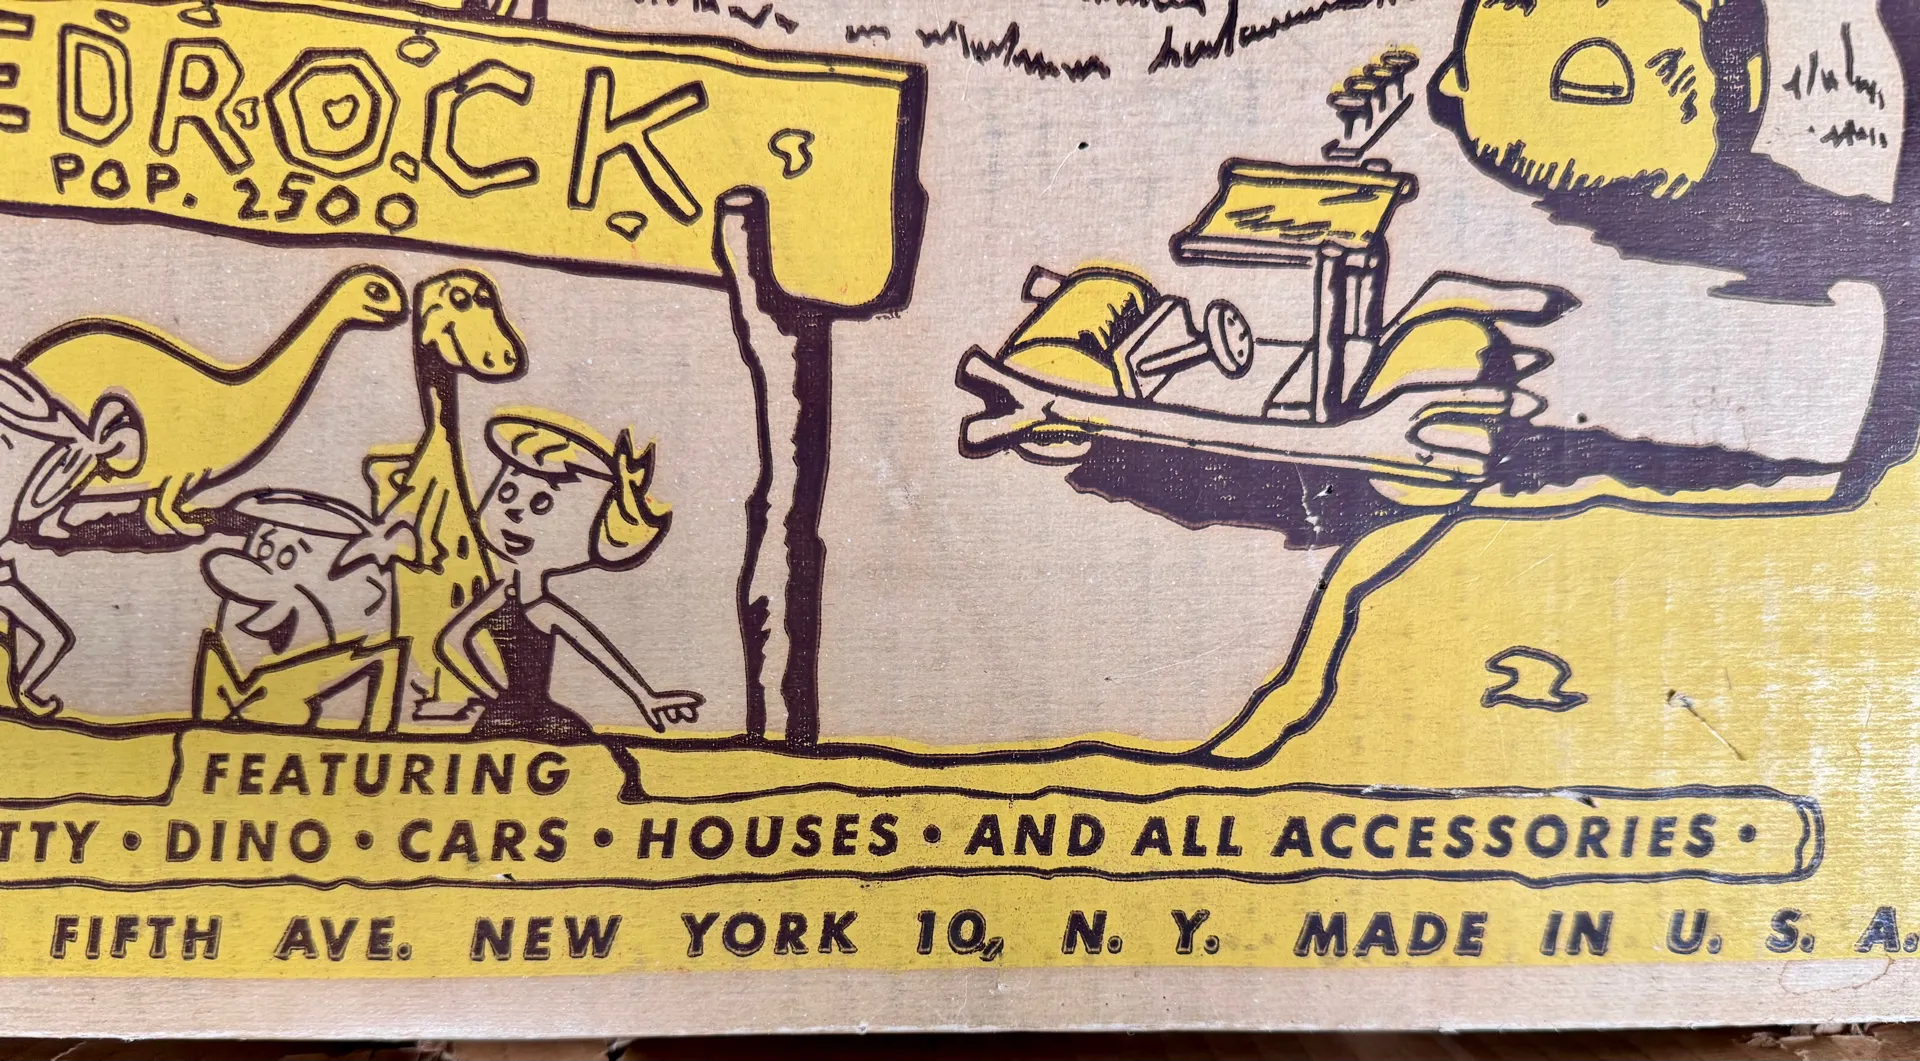 EDROCK
POP. 2500
FEATURING
TTY • DINO • CARS • HOUSES • AND ALL ACCESSORIES •
FIFTH AVE. NEW YORK 10, N. Y. MADE IN U. S. A.